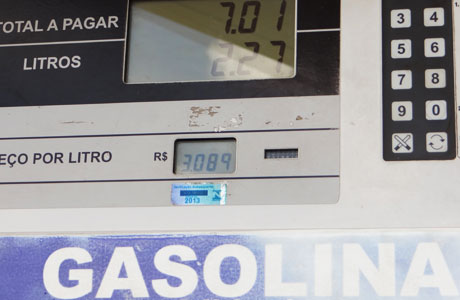 TOTAL A PAGAR 7.01
LITROS 2.27
EÇO POR LITRO R$ 3.089
2013
GASOLINA
3 4
5 6
7 8
9 0